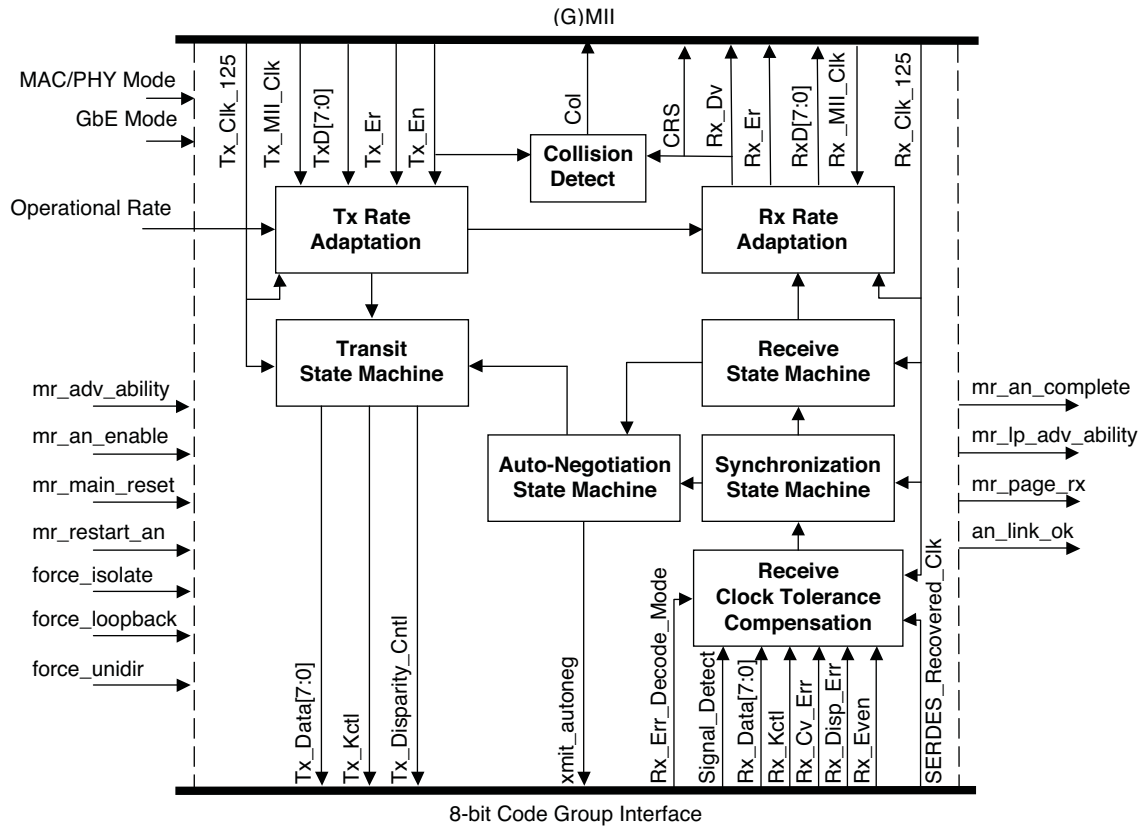 (G)MII
MAC/PHY Mode
GbE Mode
Operational Rate
Tx_Clk_125
Tx_MII_Clk
TxD[7:0]
Tx_Er
Tx_En
Col
CRS
Rx_Dv
Rx_Er
RxD[7:0]
Rx_MII_Clk
Rx_Clk_125
Collision
Detect
Tx Rate
Adaptation
Rx Rate
Adaptation
Transit
State Machine
Receive
State Machine
Auto-Negotiation
State Machine
Synchronization
State Machine
Receive
Clock Tolerance
Compensation
mr_adv_ability
mr_an_enable
mr_main_reset
mr_restart_an
force_isolate
force_loopback
force_unidir
mr_an_complete
mr_lp_adv_ability
mr_page_rx
an_link_ok
Tx_Data[7:0]
Tx_Kctl
Tx_Disparity_Cntl
xmit_autoneg
Rx_Err_Decode_Mode
Signal_Detect
Rx_Data[7:0]
Rx_Kctl
Rx_Cv_Err
Rx_Disp_Err
Rx_Even
SERDES_Recovered_Clk
8-bit Code Group Interface